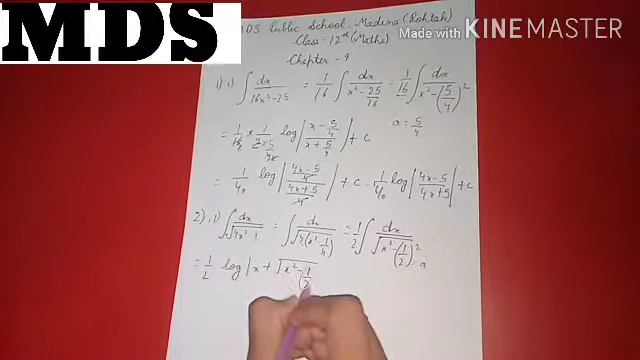 MDS
MDS Public School, Madina (Rohtak)
Made with KINEMASTER
Class = 12th (Maths)
Chapter - 9
1) i) ∫ dx/(16x²-25) = 1/16 ∫ dx/(x² - 25/16) = 1/16 ∫ dx/(x² - (5/4)²)
= 1/16 × 1/(2×5/4) log |(x - 5/4)/(x + 5/4)| + c a = 5/4
= 1/40 log |((4x-5)/4)/((4x+5)/4)| + c = 1/40 log |(4x-5)/(4x+5)| + c
2) i) ∫ dx/√(4x²-1) = ∫ dx/√(4(x² - 1/4)) = 1/2 ∫ dx/√(x² - (1/2)²) a
= 1/2 log |x + √(x² - (1/2